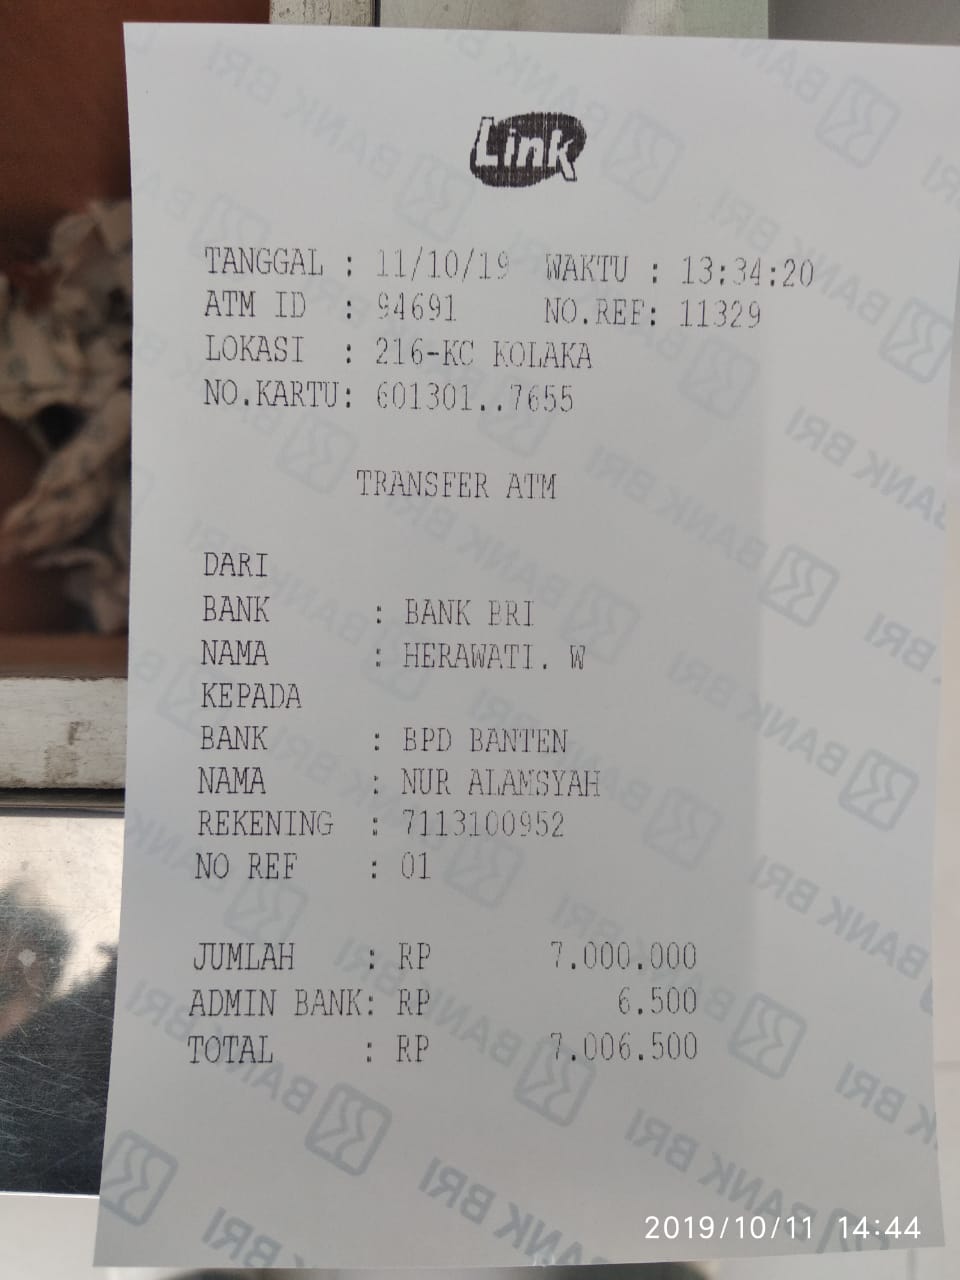 Link
TANGGAL : 11/10/19 WAKTU : 13:34:20
ATM ID : 94691 NO.REF: 11329
LOKASI : 216-KC KOLAKA
NO.KARTU: 601301..7655
TRANSFER ATM
DARI
BANK : BANK BRI
NAMA : HERAWATI. W
KEPADA
BANK : BPD BANTEN
NAMA : NUR ALAMSYAH
REKENING : 7113100952
NO REF : 01
JUMLAH : RP 7.000.000
ADMIN BANK: RP 6.500
TOTAL : RP 7.006.500
BANK BRI
2019/10/11 14:44